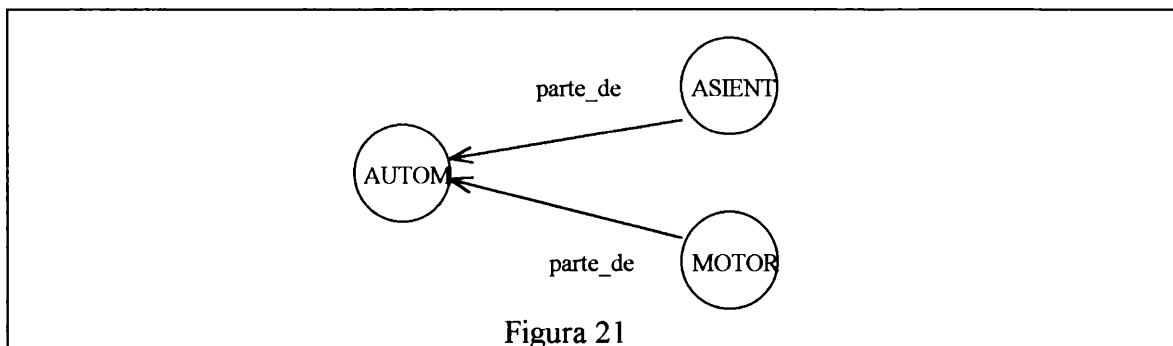 parte_de
ASIENT
AUTOM
parte_de
MOTOR
Figura 21